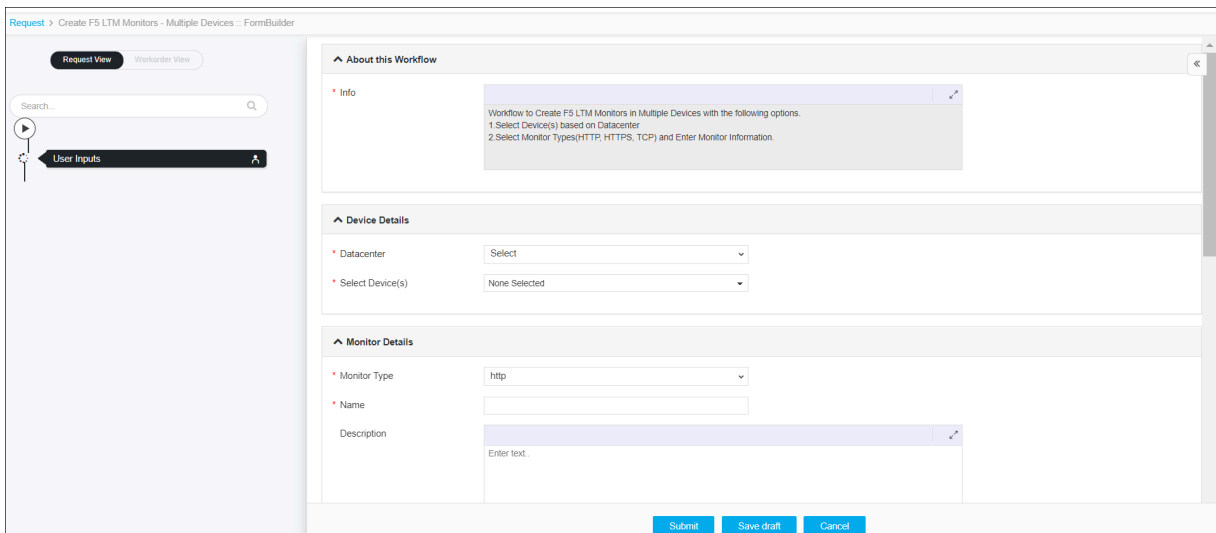 Request > Create F5 LTM Monitors - Multiple Devices :: FormBuilder
Request View
Workorder View
Search...
User Inputs
About this Workflow
* Info
Workflow to Create F5 LTM Monitors in Multiple Devices with the following options.
1.Select Device(s) based on Datacenter
2.Select Monitor Types(HTTP, HTTPS, TCP) and Enter Monitor Information.
Device Details
* Datacenter
Select
* Select Device(s)
None Selected
Monitor Details
* Monitor Type
http
* Name
Description
Enter text..
Submit
Save draft
Cancel